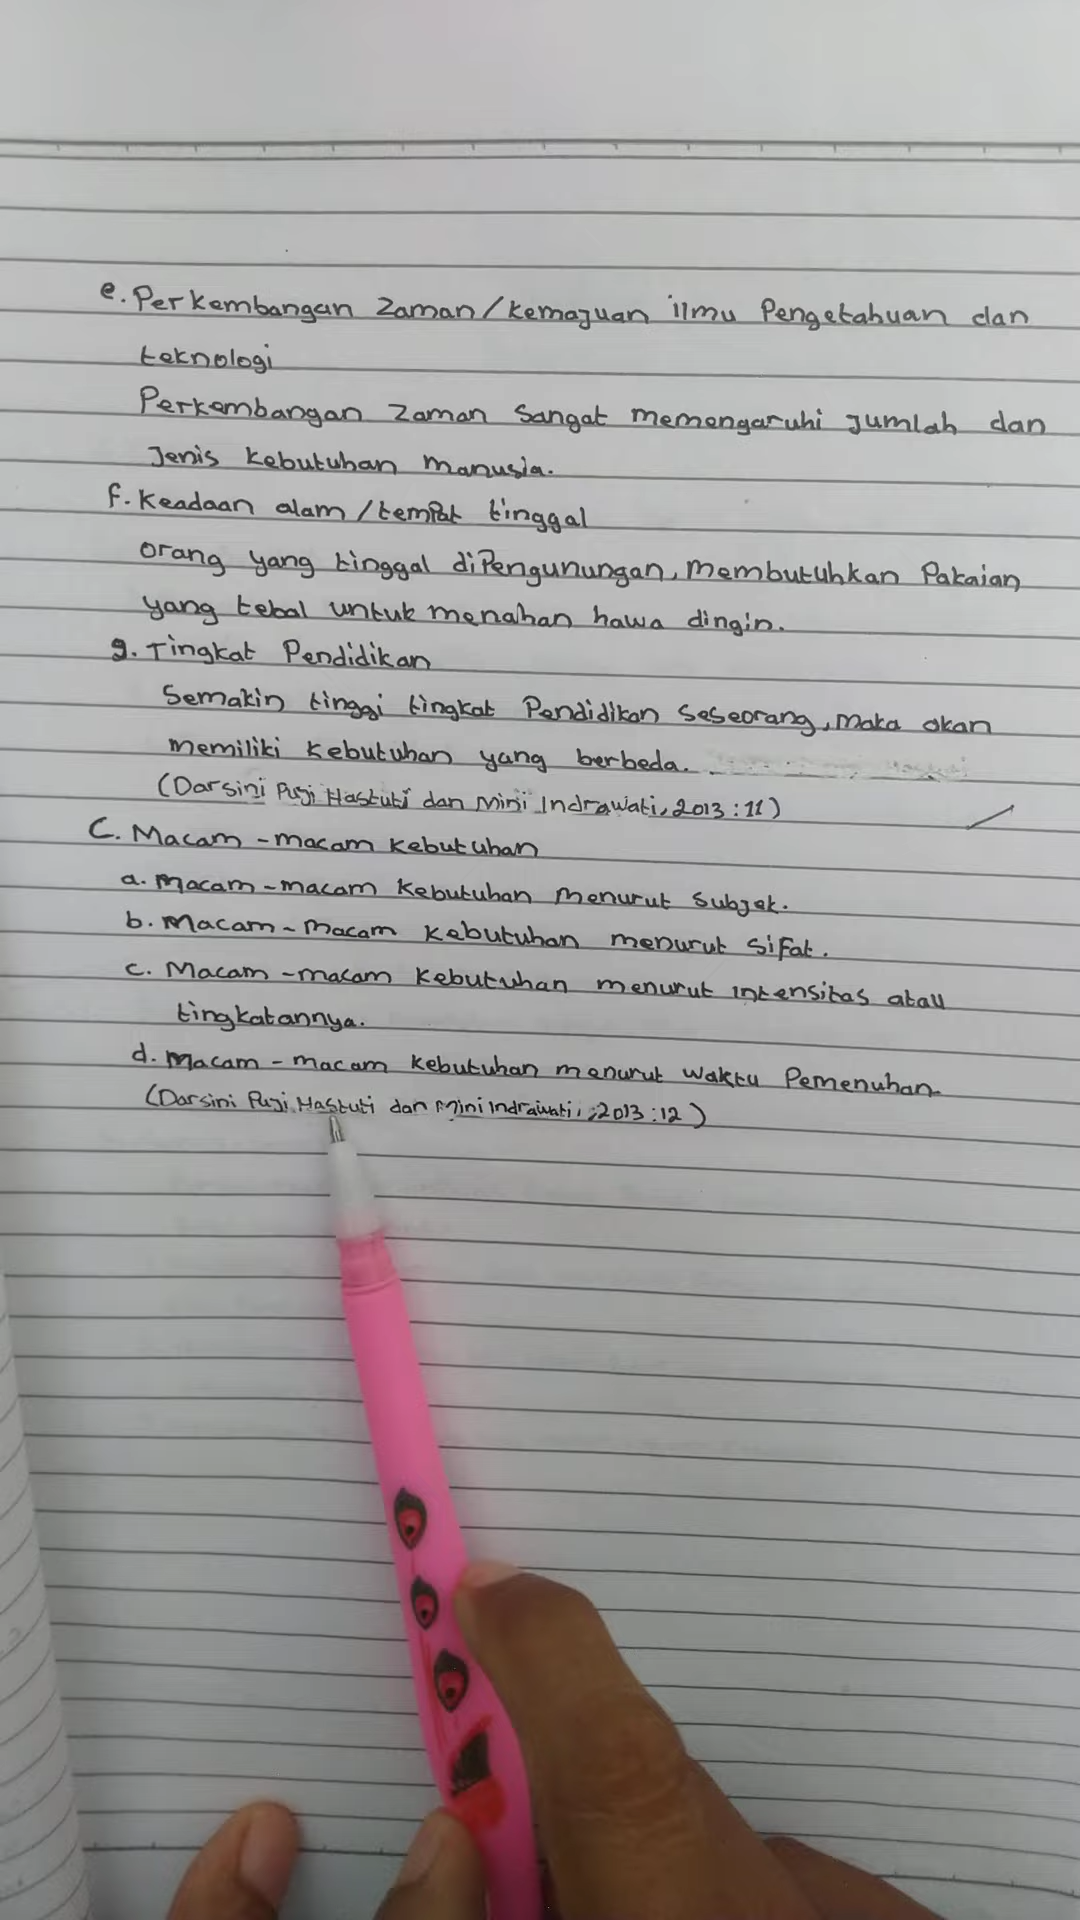 e. Perkembangan Zaman/kemajuan ilmu Pengetahuan dan
teknologi
Perkembangan Zaman Sangat memengaruhi jumlah dan
Jenis kebutuhan manusia.
f. Keadaan alam/tempat tinggal
orang yang tinggal diPengunungan, membutuhkan Pakaian
yang tebal untuk menahan hawa dingin.
g. Tingkat Pendidikan
Semakin tinggi tingkat Pendidikan seseorang, maka akan
memiliki kebutuhan yang berbeda.
(Darsini Puji Hastuti dan Mini Indrawati, 2013:11)
C. Macam-macam kebutuhan
a. Macam-macam kebutuhan menurut Subjek.
b. Macam-macam kebutuhan menurut sifat.
c. Macam-macam kebutuhan menurut intensitas atau
tingkatannya.
d. Macam-macam kebutuhan menurut waktu Pemenuhan
(Darsini Puji Hastuti dan Mini Indrawati, ;2013:12)